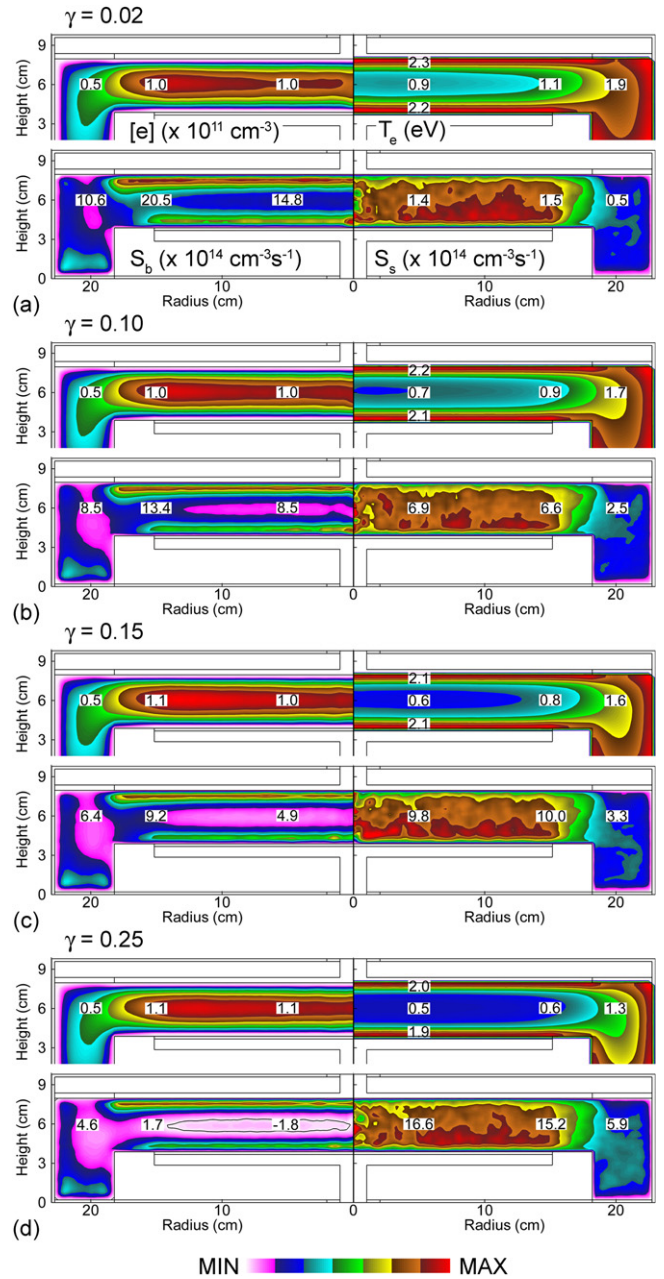 γ = 0.02
9
6
3
Height (cm)
0.5 1.0 1.0 2.3 0.9 1.1 1.9 2.2
[e] (x 10¹¹ cm⁻³) Tₑ (eV)
9
6
3
0
Height (cm)
10.6 20.5 14.8 1.4 1.5 0.5
S_b (x 10¹⁴ cm⁻³s⁻¹) S_s (x 10¹⁴ cm⁻³s⁻¹)
20 10 10 20
(a) Radius (cm) Radius (cm)
γ = 0.10
9
6
3
Height (cm)
0.5 1.0 1.0 2.2 0.7 0.9 1.7 2.1
9
6
3
0
Height (cm)
8.5 13.4 8.5 6.9 6.6 2.5
20 10 10 20
(b) Radius (cm) Radius (cm)
γ = 0.15
9
6
3
Height (cm)
0.5 1.1 1.0 2.1 0.6 0.8 1.6 2.1
9
6
3
0
Height (cm)
6.4 9.2 4.9 9.8 10.0 3.3
20 10 10 20
(c) Radius (cm) Radius (cm)
γ = 0.25
9
6
3
Height (cm)
0.5 1.1 1.1 2.0 0.5 0.6 1.3 1.9
9
6
3
0
Height (cm)
4.6 1.7 -1.8 16.6 15.2 5.9
20 10 10 20
(d) Radius (cm) Radius (cm)
MIN MAX